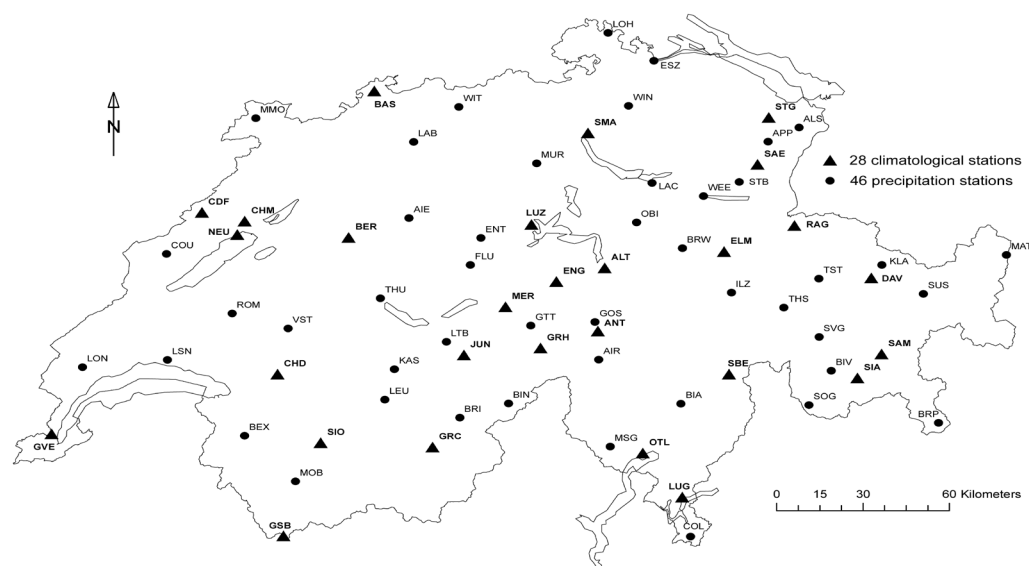 LOH
ESZ
BAS
WIT
WIN
MMO
STG
ALS
SMA
APP
LAB
SAE
28 climatological stations
MUR
46 precipitation stations
N
LAC
WEE
STB
CDF
CHM
AIE
LUZ
OBI
RAG
NEU
BER
ENT
COU
BRW
ELM
MAT
FLU
ALT
KLA
ENG
TST
DAV
SUS
THU
ILZ
MER
THS
ROM
GTT
GOS
VST
ANT
LTB
SVG
LSN
JUN
GRH
SAM
LON
AIR
CHD
KAS
SBE
BIV
SIA
LEU
BIN
BIA
SOG
BRI
BRP
BEX
GVE
SIO
GRC
MSG
OTL
MOB
LUG
0 15 30 60 Kilometers
GSB
COL